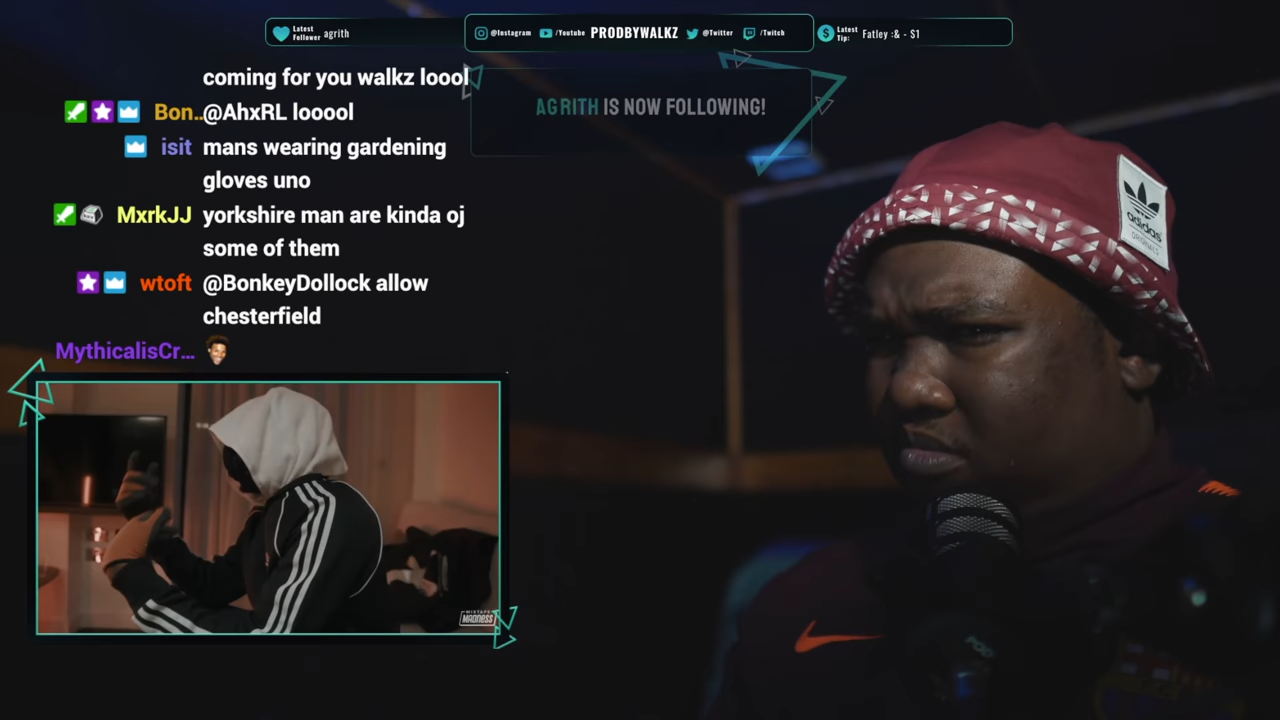 Latest
Follower
agrith
@Instagram
/Youtube
PRODBYWALKZ
@Twitter
/Twitch
Latest
Tip:
Fatley :& - $1
AGRITH IS NOW FOLLOWING!
coming for you walkz loool
Bon.. @AhxRL looool
isit mans wearing gardening
gloves uno
MxrkJJ yorkshire man are kinda oj
some of them
wtoft @BonkeyDollock allow
chesterfield
MythicalisCr...
adidas
ORIGINALS
MIXTAPE
MADNESS